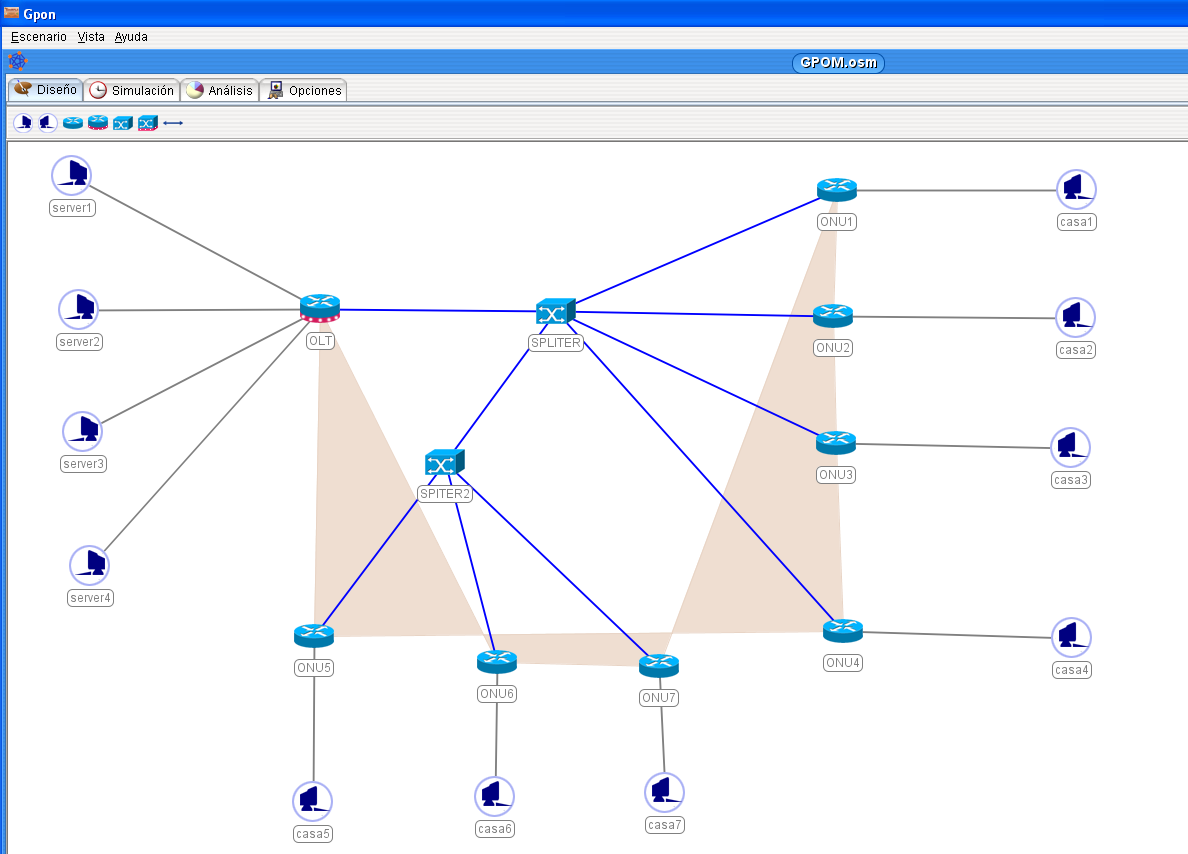 Gpon
Escenario Vista Ayuda
GPOM.osm
Diseño Simulación Análisis Opciones
server1
ONU1
casa1
server2
OLT
SPLITER
ONU2
casa2
server3
SPITER2
ONU3
casa3
server4
ONU5
ONU6
ONU7
ONU4
casa4
casa5
casa6
casa7